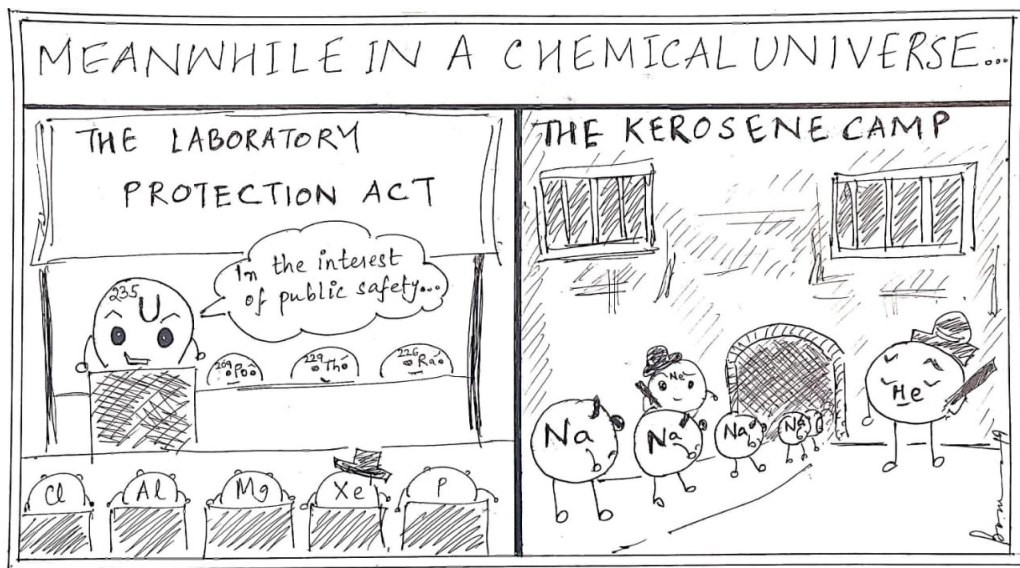 MEANWHILE IN A CHEMICAL UNIVERSE...
THE LABORATORY
PROTECTION ACT
In the interest
of public safety...
235 U
209 Po
229 Th
226 Ra
Cl
Al
Mg
Xe
P
THE KEROSENE CAMP
Ne
He
Na
Na
Na
Na